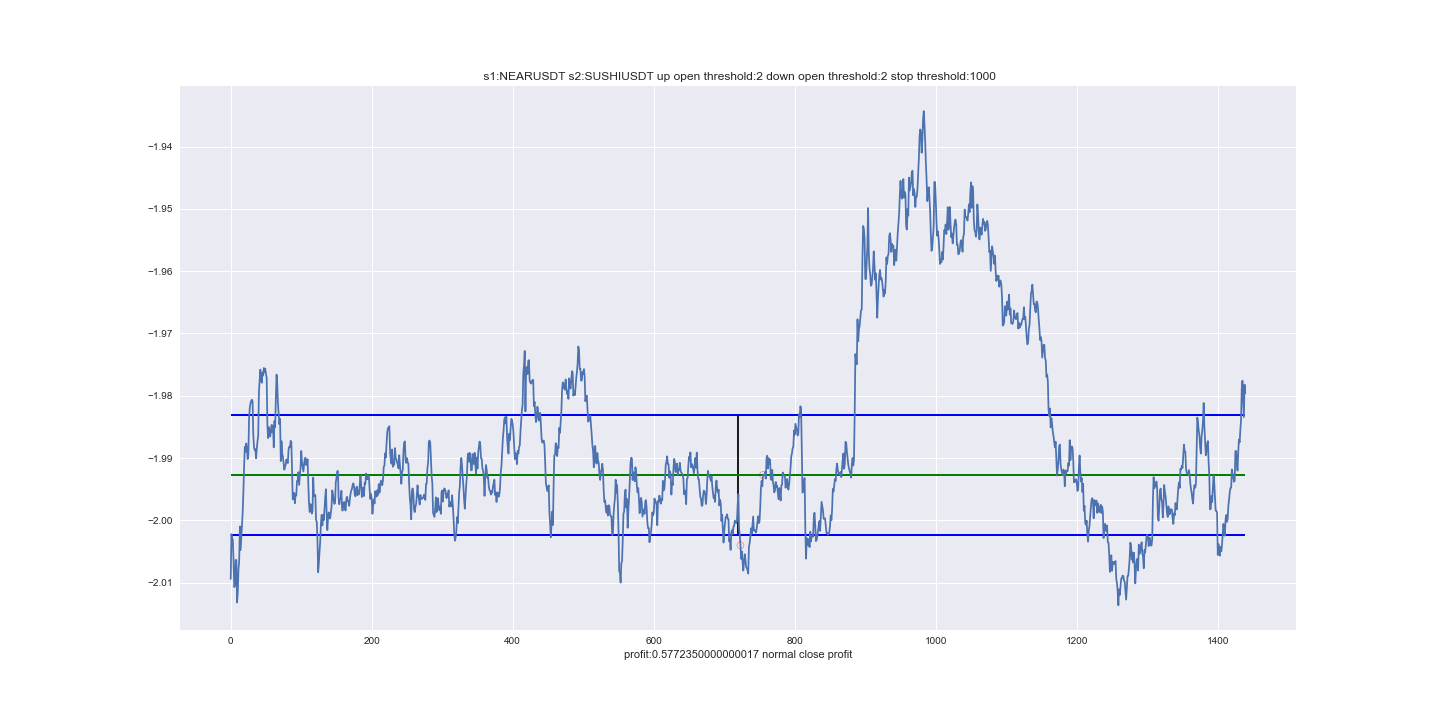 s1:NEARUSDT s2:SUSHIUSDT up open threshold:2 down open threshold:2 stop threshold:1000
−1.94
−1.95
−1.96
−1.97
−1.98
−1.99
−2.00
−2.01
0 200 400 600 800 1000 1200 1400
profit:0.5772350000000017 normal close profit